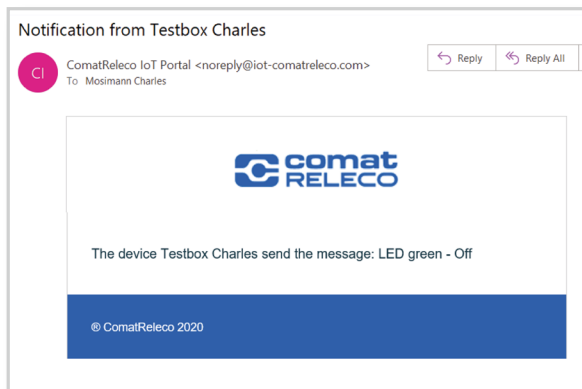 Notification from Testbox Charles
CI
ComatReleco IoT Portal <noreply@iot-comatreleco.com>
To Mosimann Charles
Reply
Reply All
comat
RELECO
The device Testbox Charles send the message: LED green - Off
® ComatReleco 2020